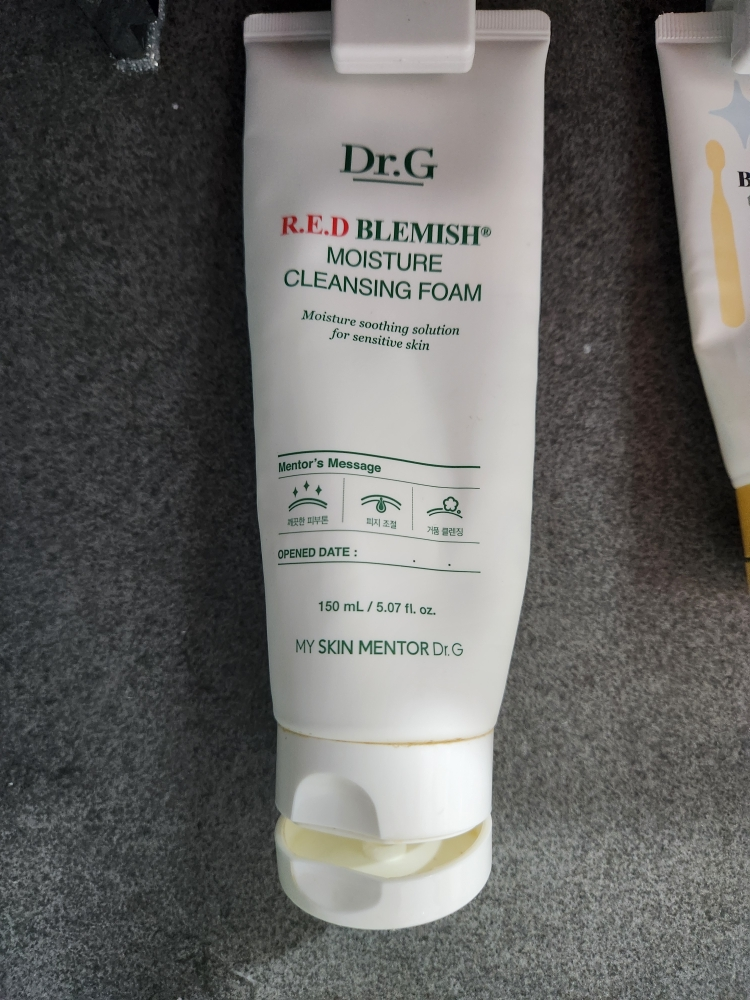 Dr.G
R.E.D BLEMISH®
MOISTURE
CLEANSING FOAM
Moisture soothing solution
for sensitive skin
Mentor's Message
깨끗한 피부톤 피지 조절 거품 클렌징
OPENED DATE : . .
150 mL / 5.07 fl. oz.
MY SKIN MENTOR Dr.G
B